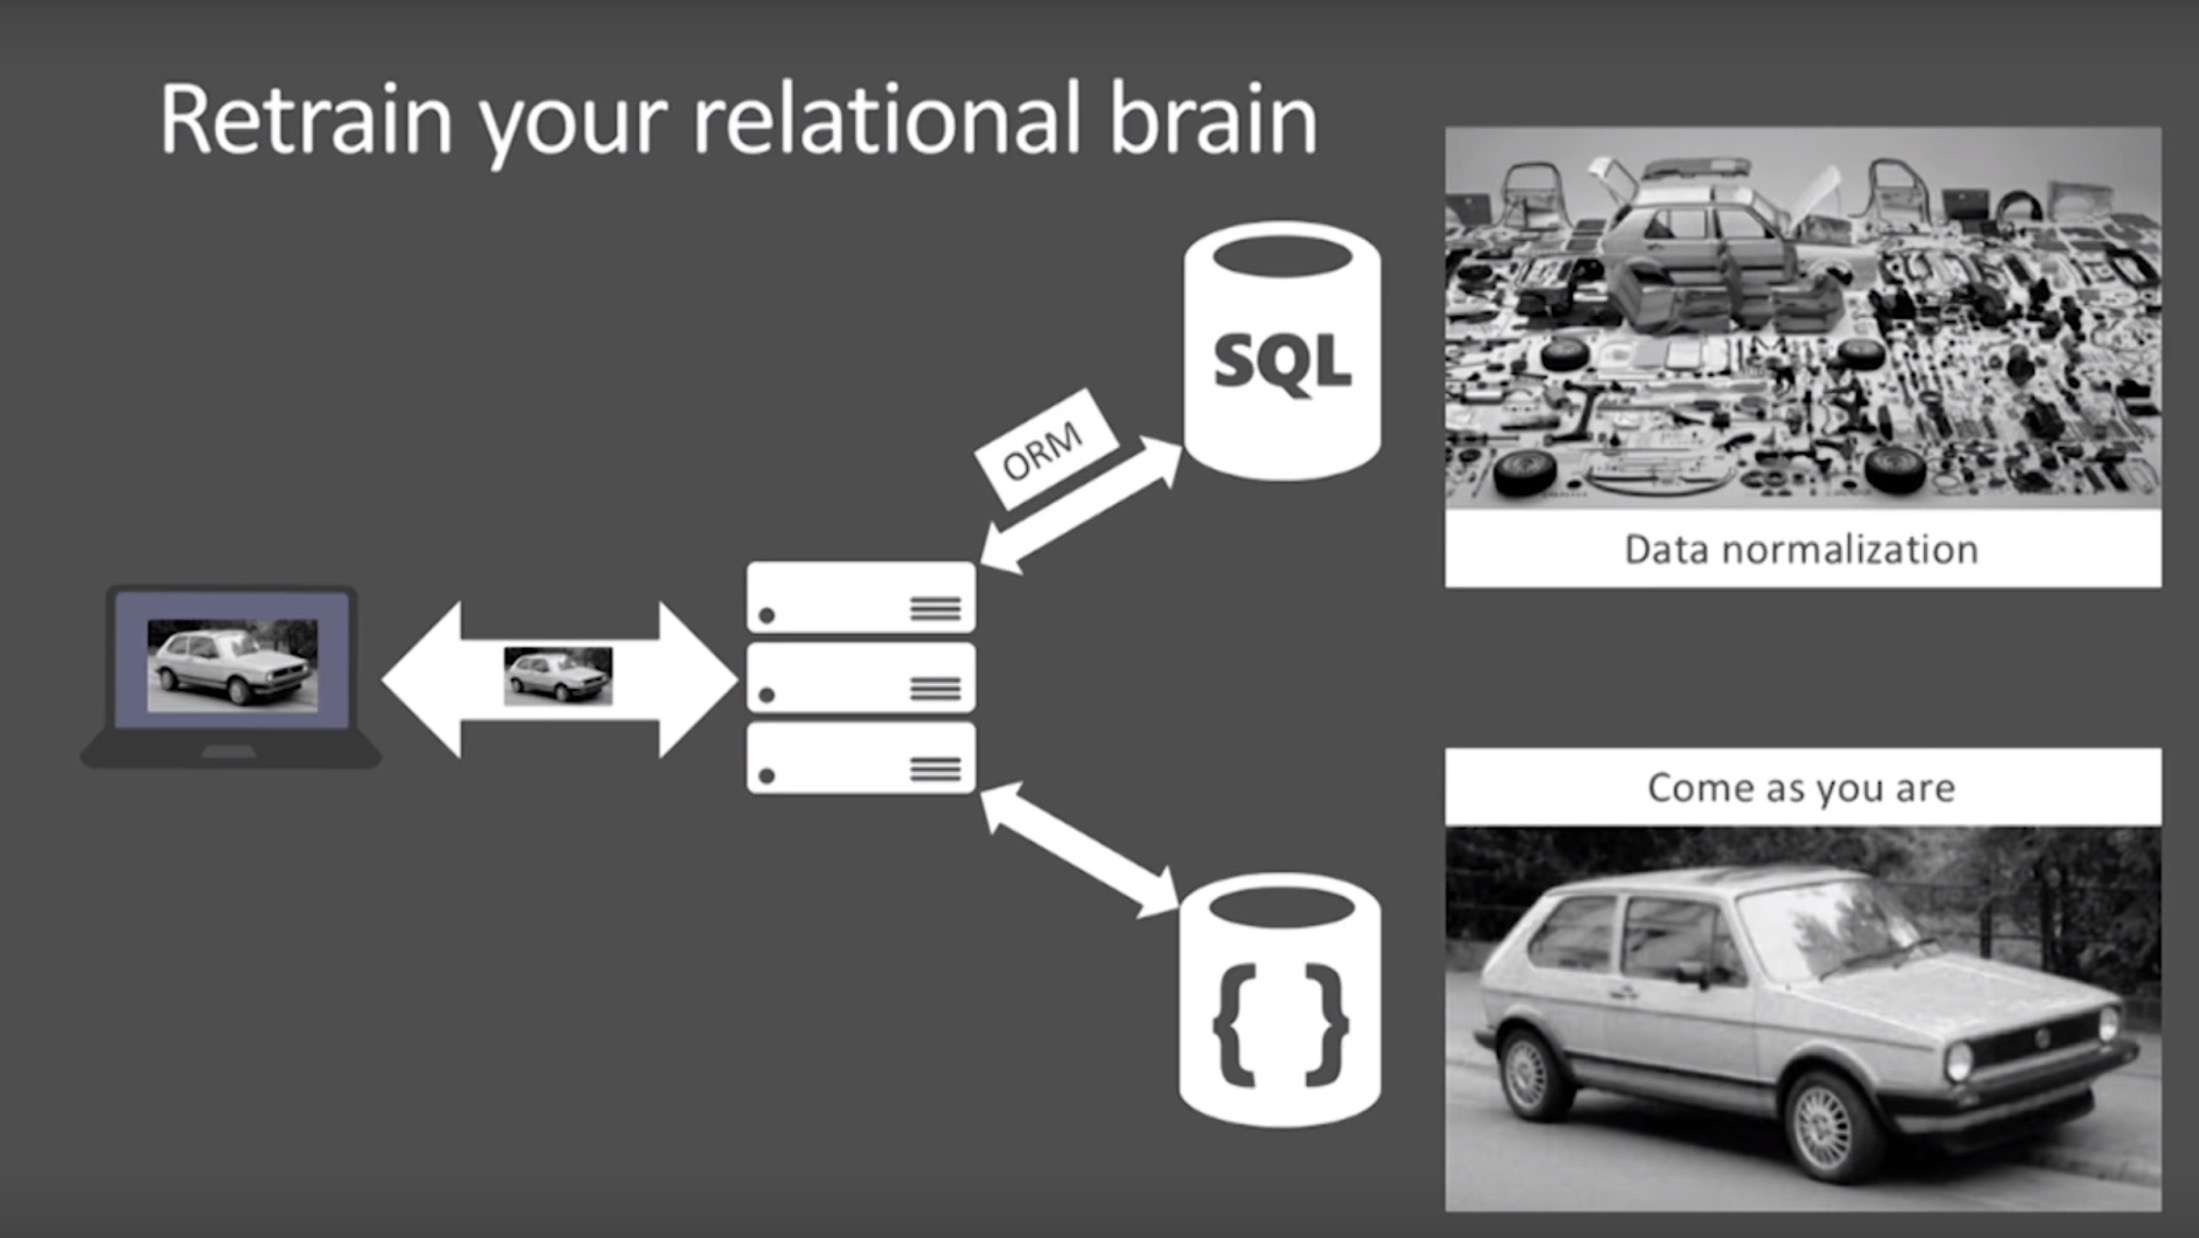 Retrain your relational brain
SQL
ORM
Data normalization
Come as you are
{ }